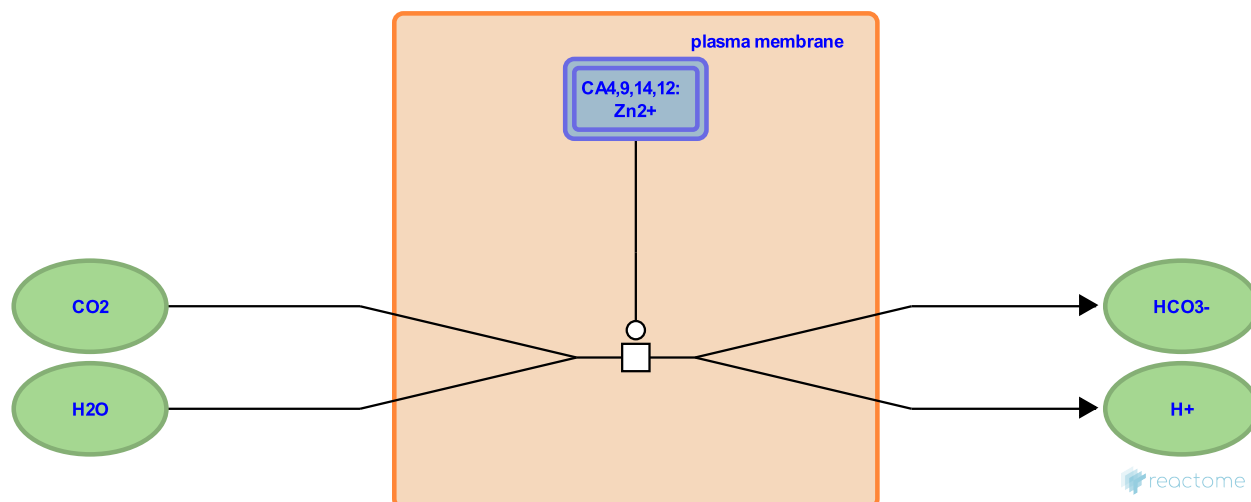 plasma membrane
CA4,9,14,12:
Zn2+
CO2
HCO3-
H2O
H+
reactome